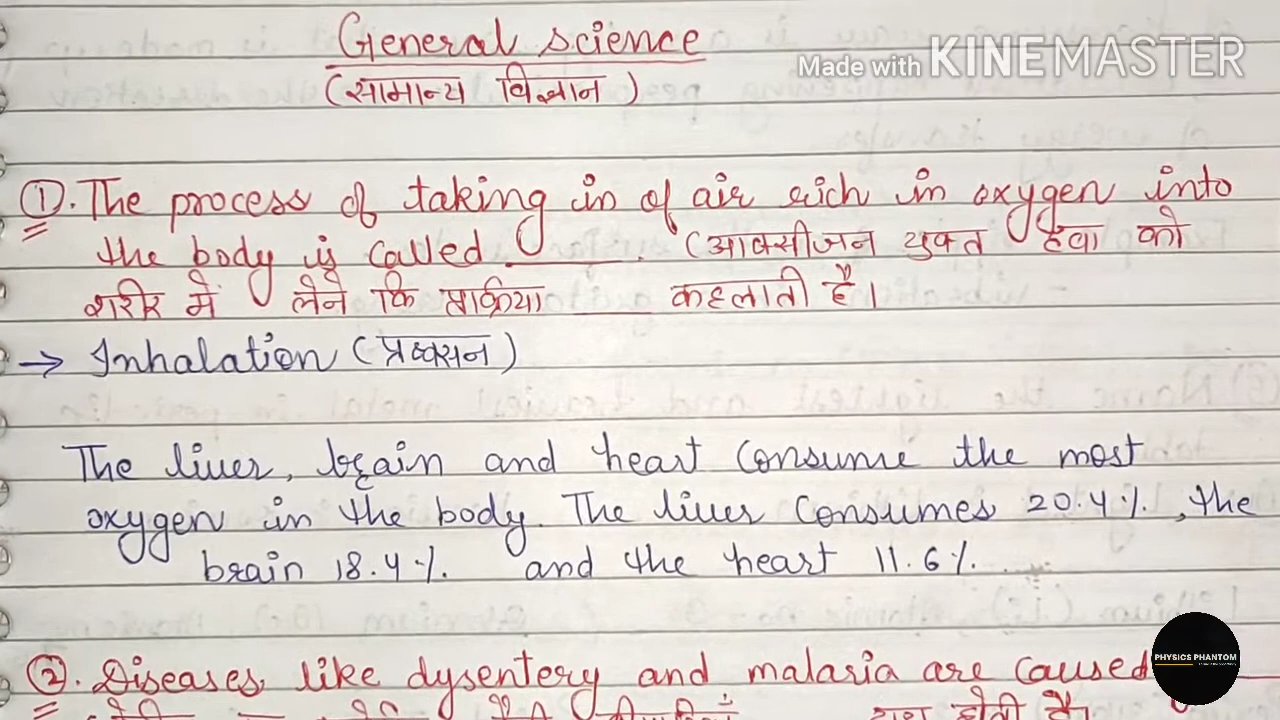 General science
Made with KINEMASTER
(सामान्य विज्ञान)
①. The process of taking in of air rich in oxygen into
the body is called ______. (आक्सीजन युक्त हवा को
शरीर में लेने कि प्राक्रिया ____ कहलाती है।
→ Inhalation (प्रश्वसन)
The liver, brain and heart consume the most
oxygen in the body. The liver consumes 20.4%., the
brain 18.4%. and the heart 11.6%.
②. Diseases like dysentery and malaria are caused
PHYSICS PHANTOM